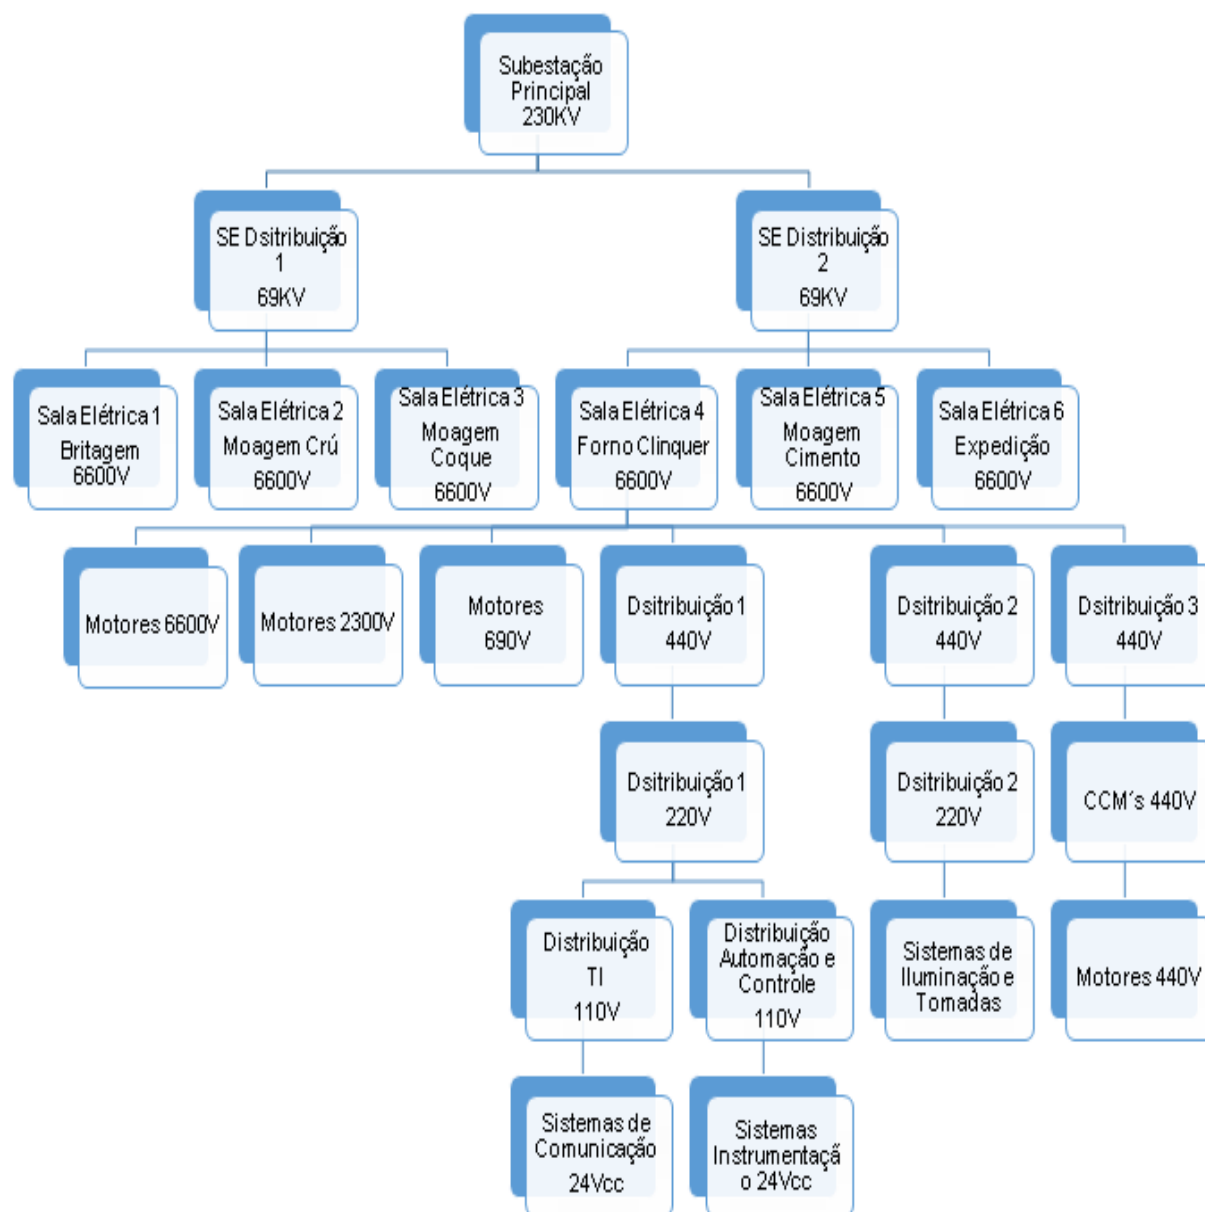 Subestação
Principal
230KV
SE Dsitribuição
1
69KV
SE Distribuição
2
69KV
Sala Elétrica 1
Britagem
6600V
Sala Elétrica 2
Moagem Crú
6600V
Sala Elétrica 3
Moagem
Coque
6600V
Sala Elétrica 4
Forno Clinquer
6600V
Sala Elétrica 5
Moagem
Cimento
6600V
Sala Elétrica 6
Expedição
6600V
Motores 6600V
Motores 2300V
Motores
690V
Dsitribuição 1
440V
Dsitribuição 2
440V
Dsitribuição 3
440V
Dsitribuição 1
220V
Dsitribuição 2
220V
CCM´s 440V
Distribuição
TI
110V
Distribuição
Automação e
Controle
110V
Sistemas de
Iluminação e
Tomadas
Motores 440V
Sistemas de
Comunicação
24Vcc
Sistemas
Instrumentaçã
o 24Vcc